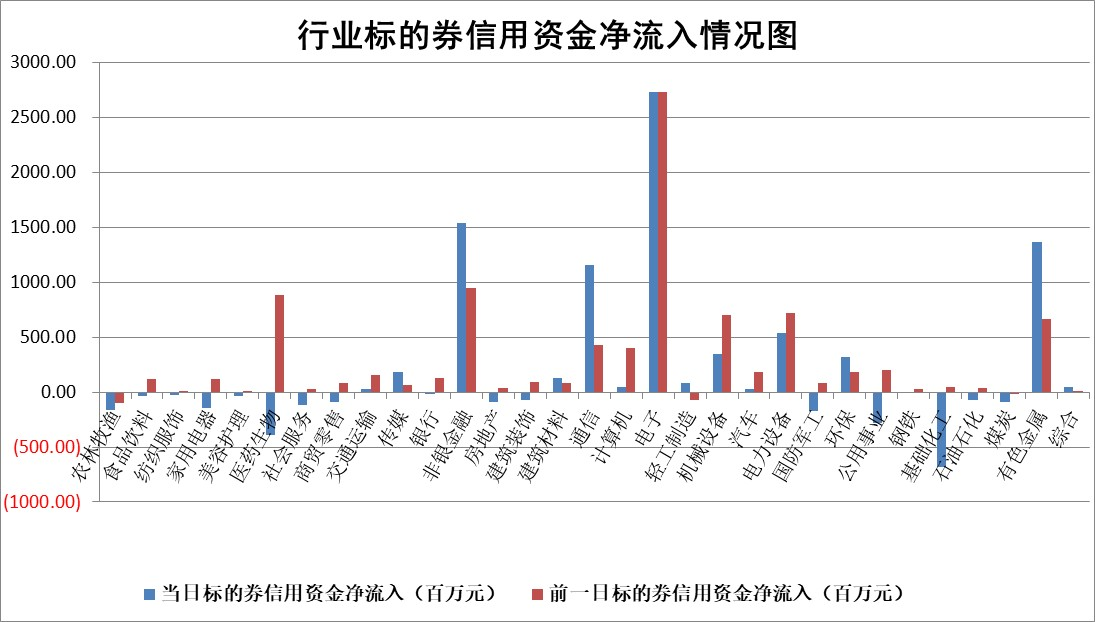 行业标的券信用资金净流入情况图
3000.00
2500.00
2000.00
1500.00
1000.00
500.00
0.00
(500.00)
(1000.00)
农林牧渔
食品饮料
纺织服饰
家用电器
美容护理
医药生物
社会服务
商贸零售
交通运输
传媒
银行
非银金融
房地产
建筑装饰
建筑材料
通信
计算机
电子
轻工制造
机械设备
汽车
电力设备
国防军工
环保
公用事业
钢铁
基础化工
石油石化
煤炭
有色金属
综合
当日标的券信用资金净流入（百万元）
前一日标的券信用资金净流入（百万元）